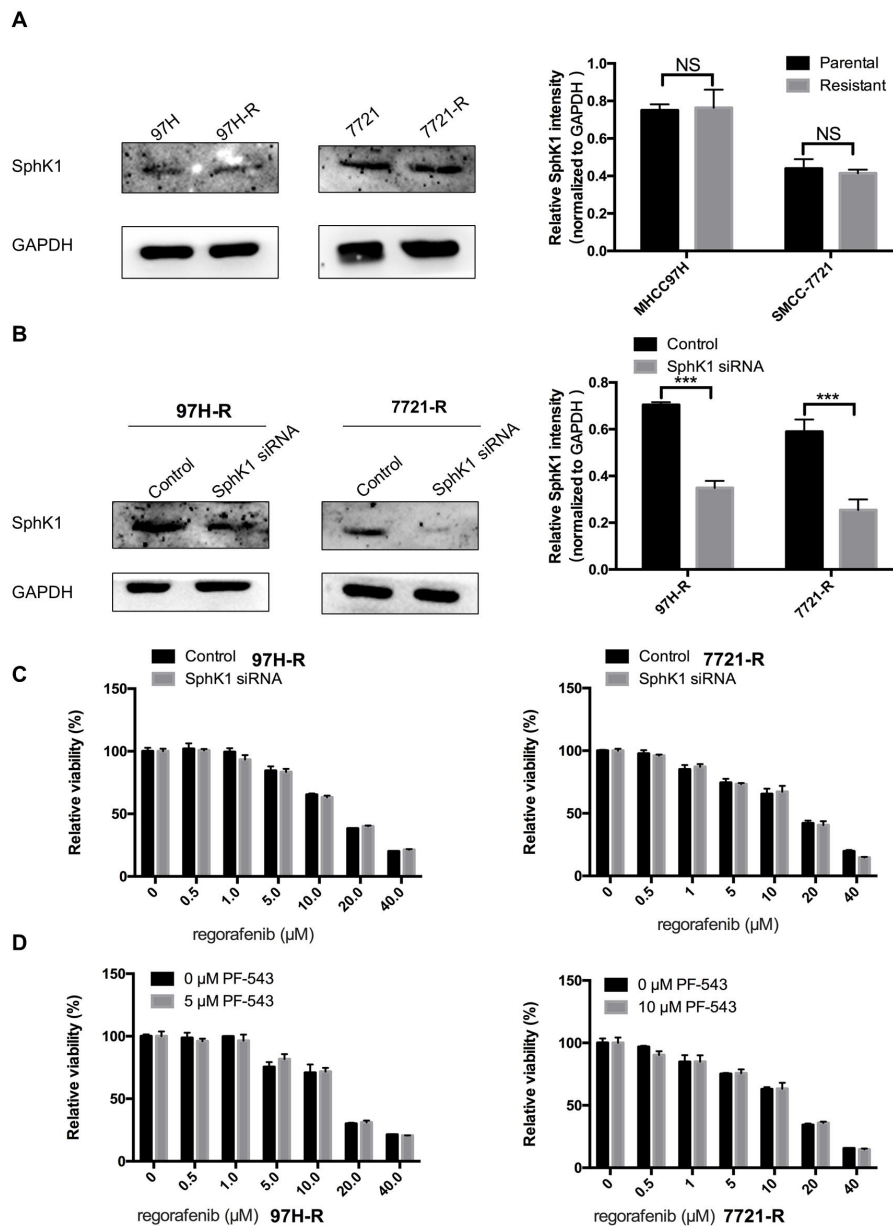 A
97H
97H-R
7721
7721-R
SphK1
GAPDH
Relative SphK1 intensity
(normalized to GAPDH )
1.0
0.8
0.6
0.4
0.2
0.0
NS
NS
Parental
Resistant
MHCC97H
SMCC-7721
B
97H-R
7721-R
Control
SphK1 siRNA
Control
SphK1 siRNA
SphK1
GAPDH
Control
SphK1 siRNA
Relative SphK1 intensity
(normalized to GAPDH )
0.8
0.6
0.4
0.2
0.0
***
***
97H-R
7721-R
C
Control
SphK1 siRNA
97H-R
Relative viability (%)
150
100
50
0
0
0.5
1.0
5.0
10.0
20.0
40.0
regorafenib (μM)
Control
SphK1 siRNA
7721-R
Relative viability (%)
150
100
50
0
0
0.5
1
5
10
20
40
regorafenib (μM)
D
0 μM PF-543
5 μM PF-543
Relative viability (%)
150
100
50
0
0
0.5
1.0
5.0
10.0
20.0
40.0
regorafenib (μM) 97H-R
0 μM PF-543
10 μM PF-543
Relative viability (%)
150
100
50
0
0
0.5
1
5
10
20
40
regorafenib (μM) 7721-R